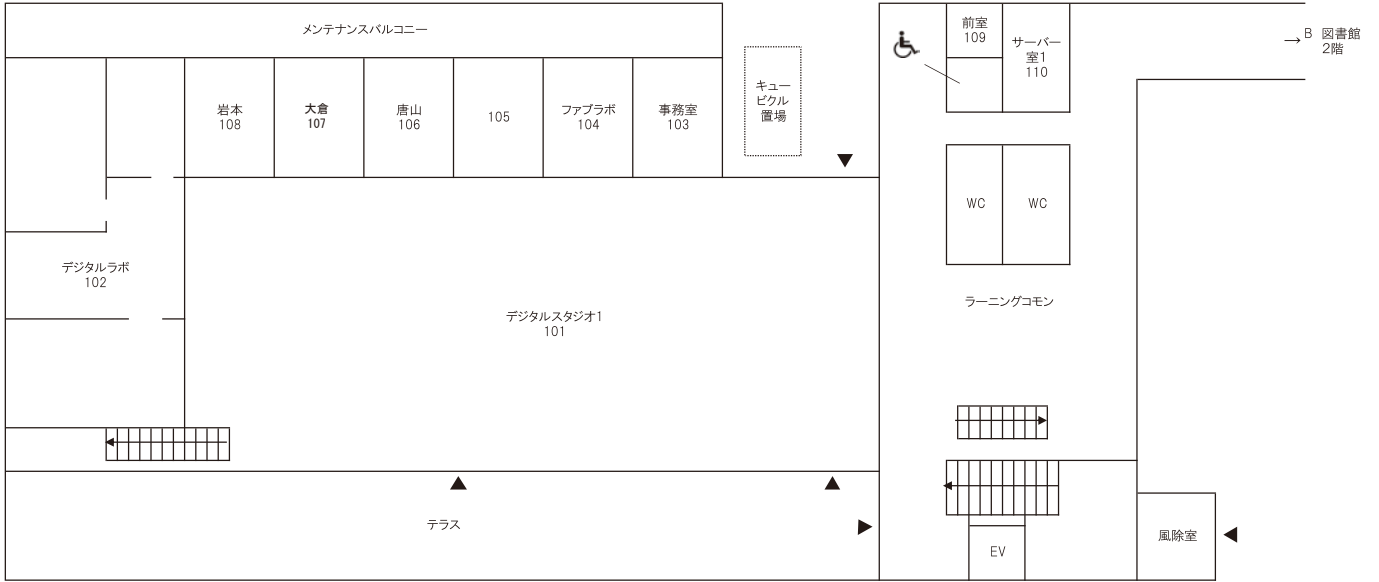 メンテナンスバルコニー
前室
109
サーバー
室1
110
→ B 図書館
2階
キュー
ビクル
置場
岩本
108
大倉
107
唐山
106
105
ファブラボ
104
事務室
103
WC
WC
デジタルラボ
102
ラーニングコモン
デジタルスタジオ1
101
テラス
EV
風除室